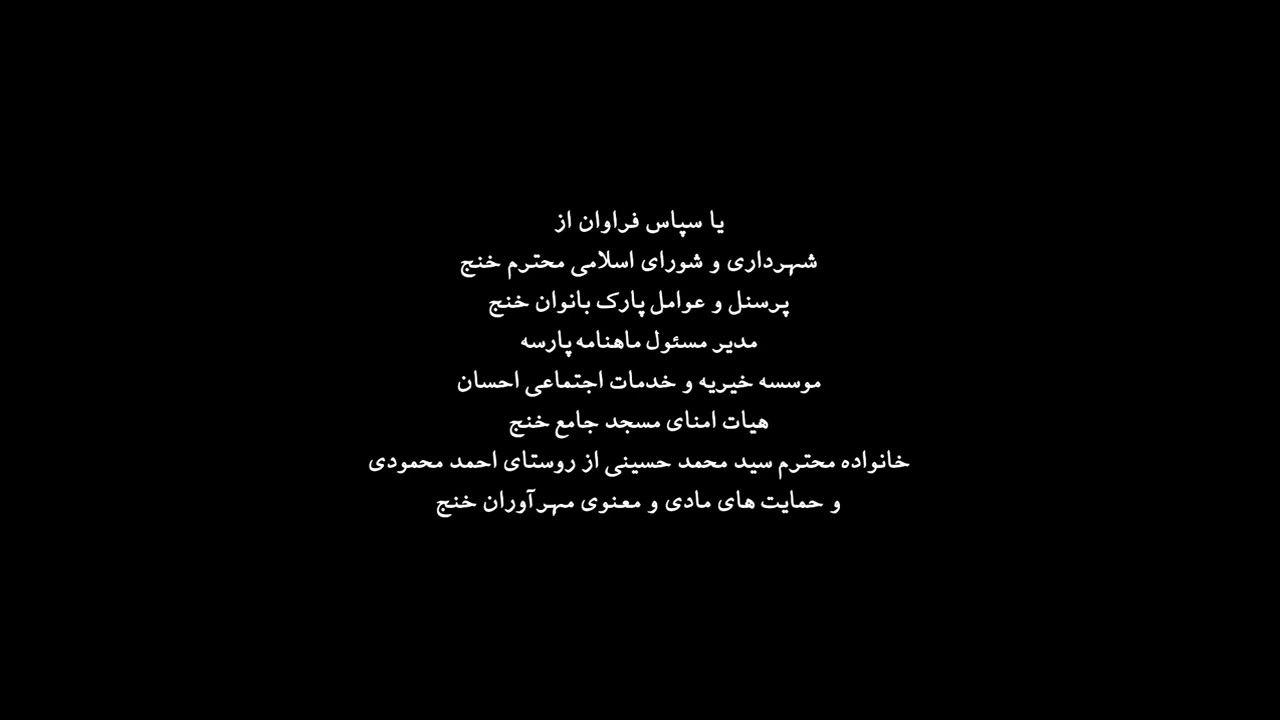 یا سپاس فراوان از
شهرداری و شورای اسلامی محترم خنج
پرسنل و عوامل پارک بانوان خنج
مدیر مسئول ماهنامه پارسه
موسسه خیریه و خدمات اجتماعی احسان
هیات امنای مسجد جامع خنج
خانواده محترم سید محمد حسینی از روستای احمد محمودی
و حمایت های مادی و معنوی مهرآوران خنج